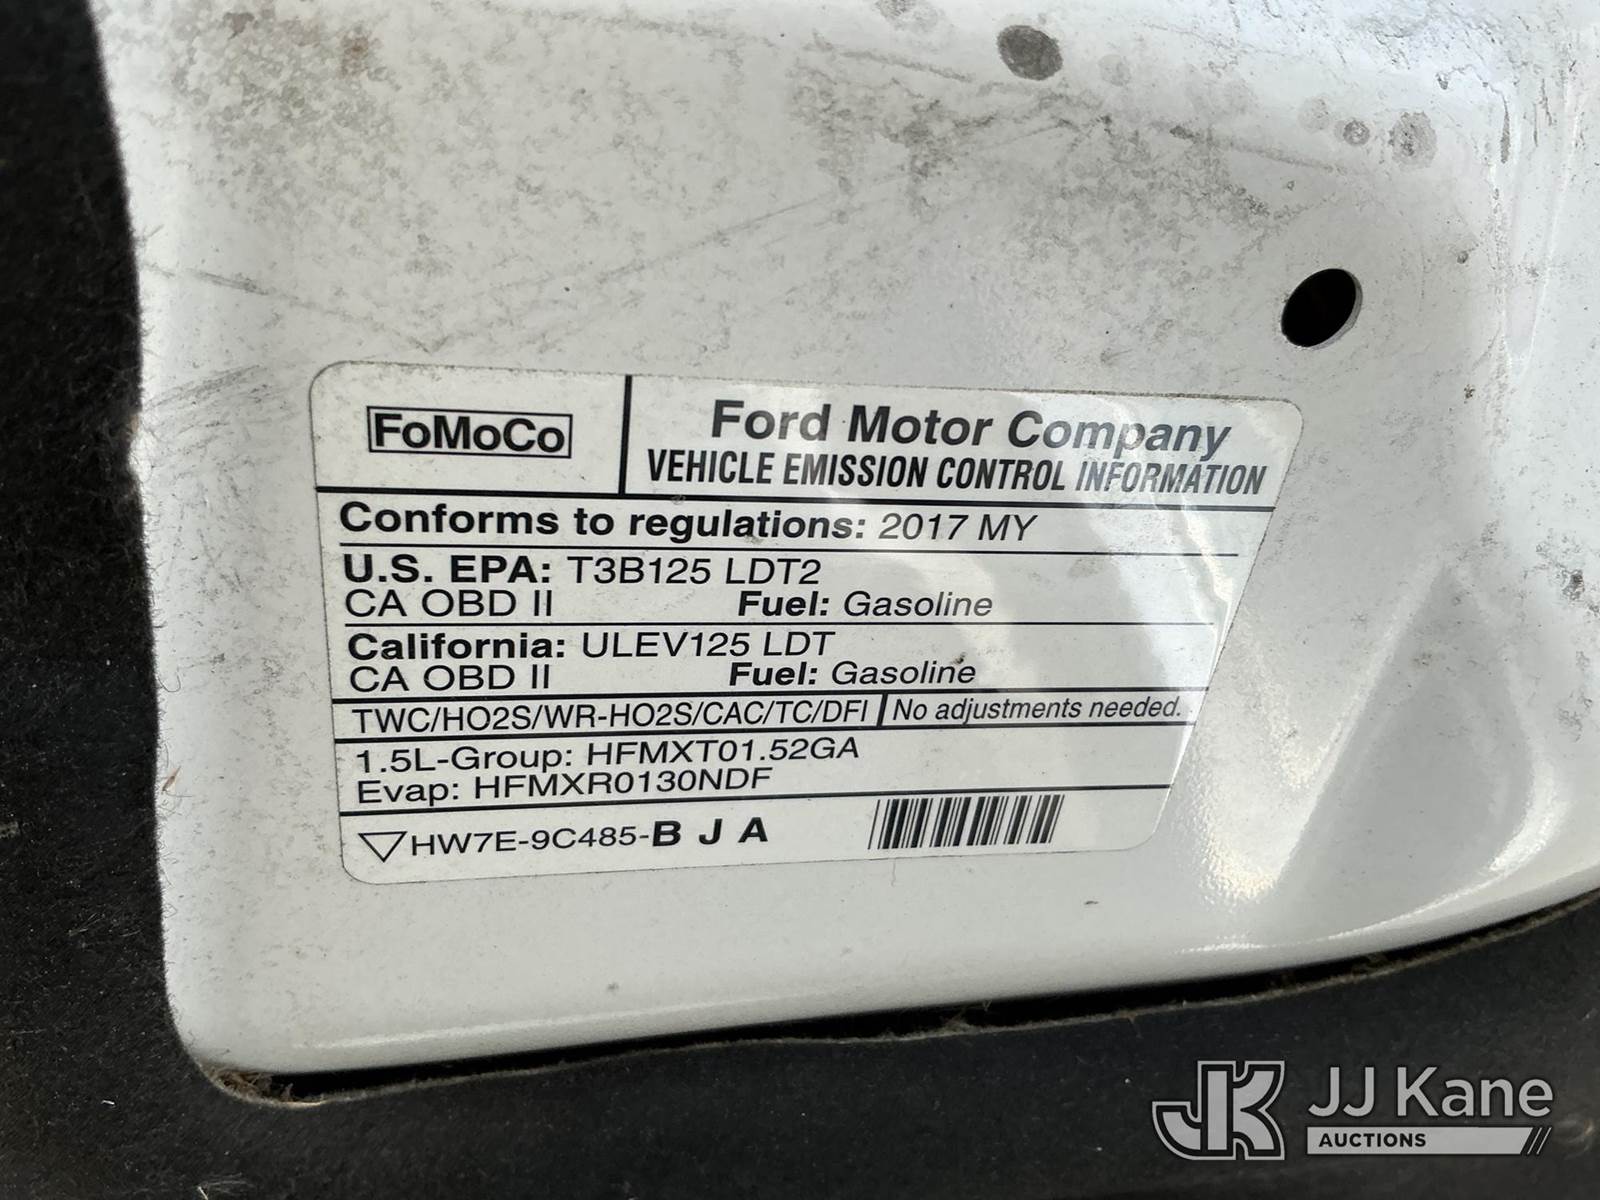 FoMoCo
Ford Motor Company
VEHICLE EMISSION CONTROL INFORMATION
Conforms to regulations: 2017 MY
U.S. EPA: T3B125 LDT2
CA OBD II Fuel: Gasoline
California: ULEV125 LDT
CA OBD II Fuel: Gasoline
TWC/HO2S/WR-HO2S/CAC/TC/DFI No adjustments needed.
1.5L-Group: HFMXT01.52GA
Evap: HFMXR0130NDF
HW7E-9C485-B J A
JK JJ Kane
AUCTIONS